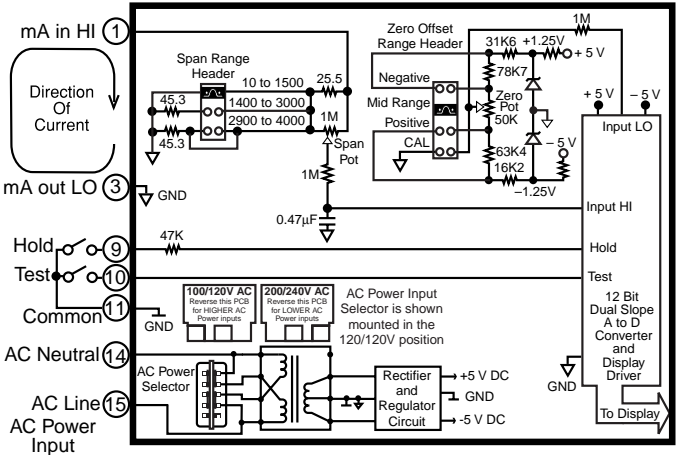 mA in HI 1
Direction
Of
Current
mA out LO 3
GND
Hold 9
Test 10
Common 11
GND
AC Neutral 14
AC Line 15
AC Power
Input
Span Range
Header
10 to 1500
1400 to 3000
2900 to 4000
45.3
45.3
25.5
1M
Span
Pot
1M
0.47µF
47K
Zero Offset
Range Header
Negative
Mid Range
Positive
CAL
31K6
+1.25V
+ 5 V
78K7
Zero
Pot
50K
63K4
16K2
–1.25V
– 5 V
1M
+ 5 V
– 5 V
Input LO
Input HI
Hold
Test
12 Bit
Dual Slope
A to D
Converter
and
Display
Driver
GND
To Display
100/120V AC
Reverse this PCB
for HIGHER AC
Power inputs
200/240V AC
Reverse this PCB
for LOWER AC
Power inputs
AC Power Input
Selector is shown
mounted in the
120/120V position
AC Power
Selector
Rectifier
and
Regulator
Circuit
+5 V DC
GND
-5 V DC